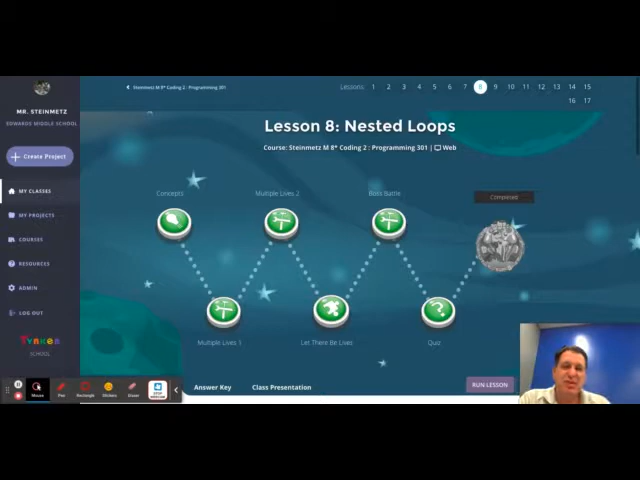 Steinmetz M 8* Coding 2 : Programming 301
Lessons: 1 2 3 4 5 6 7 8 9 10 11 12 13 14 15
16 17
MR. STEINMETZ
EDWARDS MIDDLE SCHOOL
Create Project
MY CLASSES
MY PROJECTS
COURSES
RESOURCES
ADMIN
LOG OUT
Tynker
SCHOOL
Lesson 8: Nested Loops
Course: Steinmetz M 8* Coding 2 : Programming 301 | Web
Concepts
Multiple Lives 2
Boss Battle
Completed
Multiple Lives 1
Let There Be Lives
Quiz
Answer Key
Class Presentation
RUN LESSON
Mouse
Pen
Rectangle
Stickers
Eraser